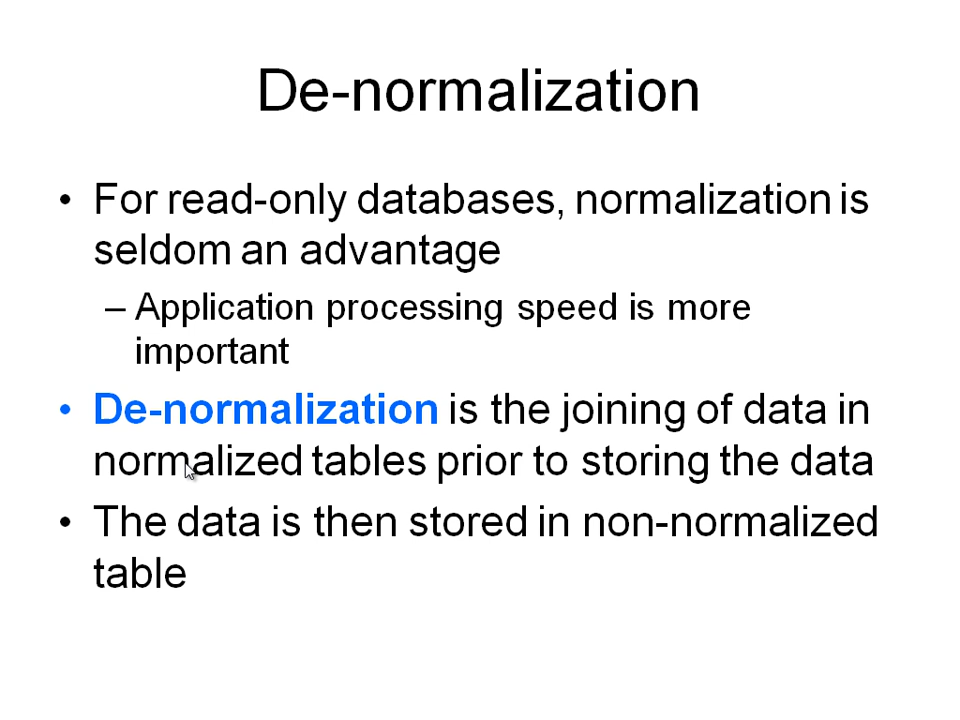 De-normalization
• For read-only databases, normalization is
seldom an advantage
– Application processing speed is more
important
• De-normalization is the joining of data in
normalized tables prior to storing the data
• The data is then stored in non-normalized
table